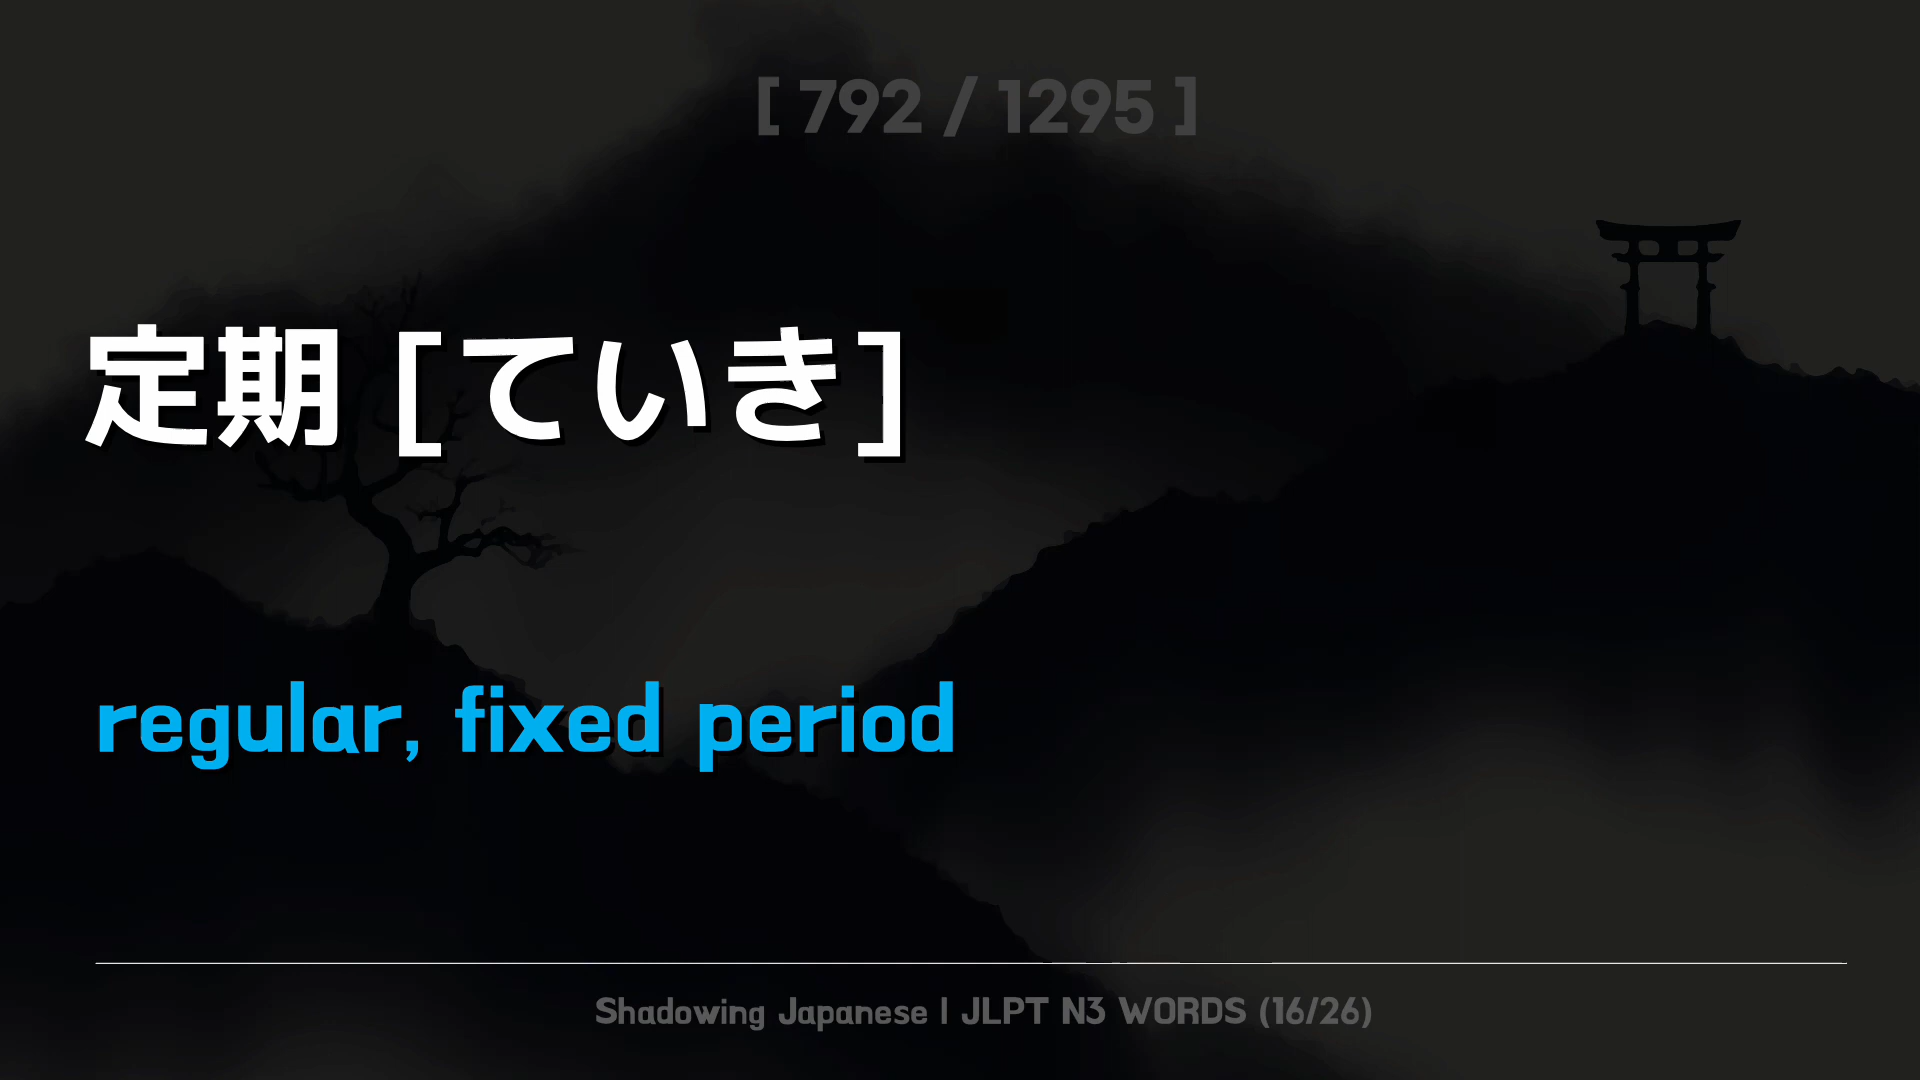 [ 792 / 1295 ]
定期 [ていき]
regular, fixed period
Shadowing Japanese | JLPT N3 WORDS (16/26)